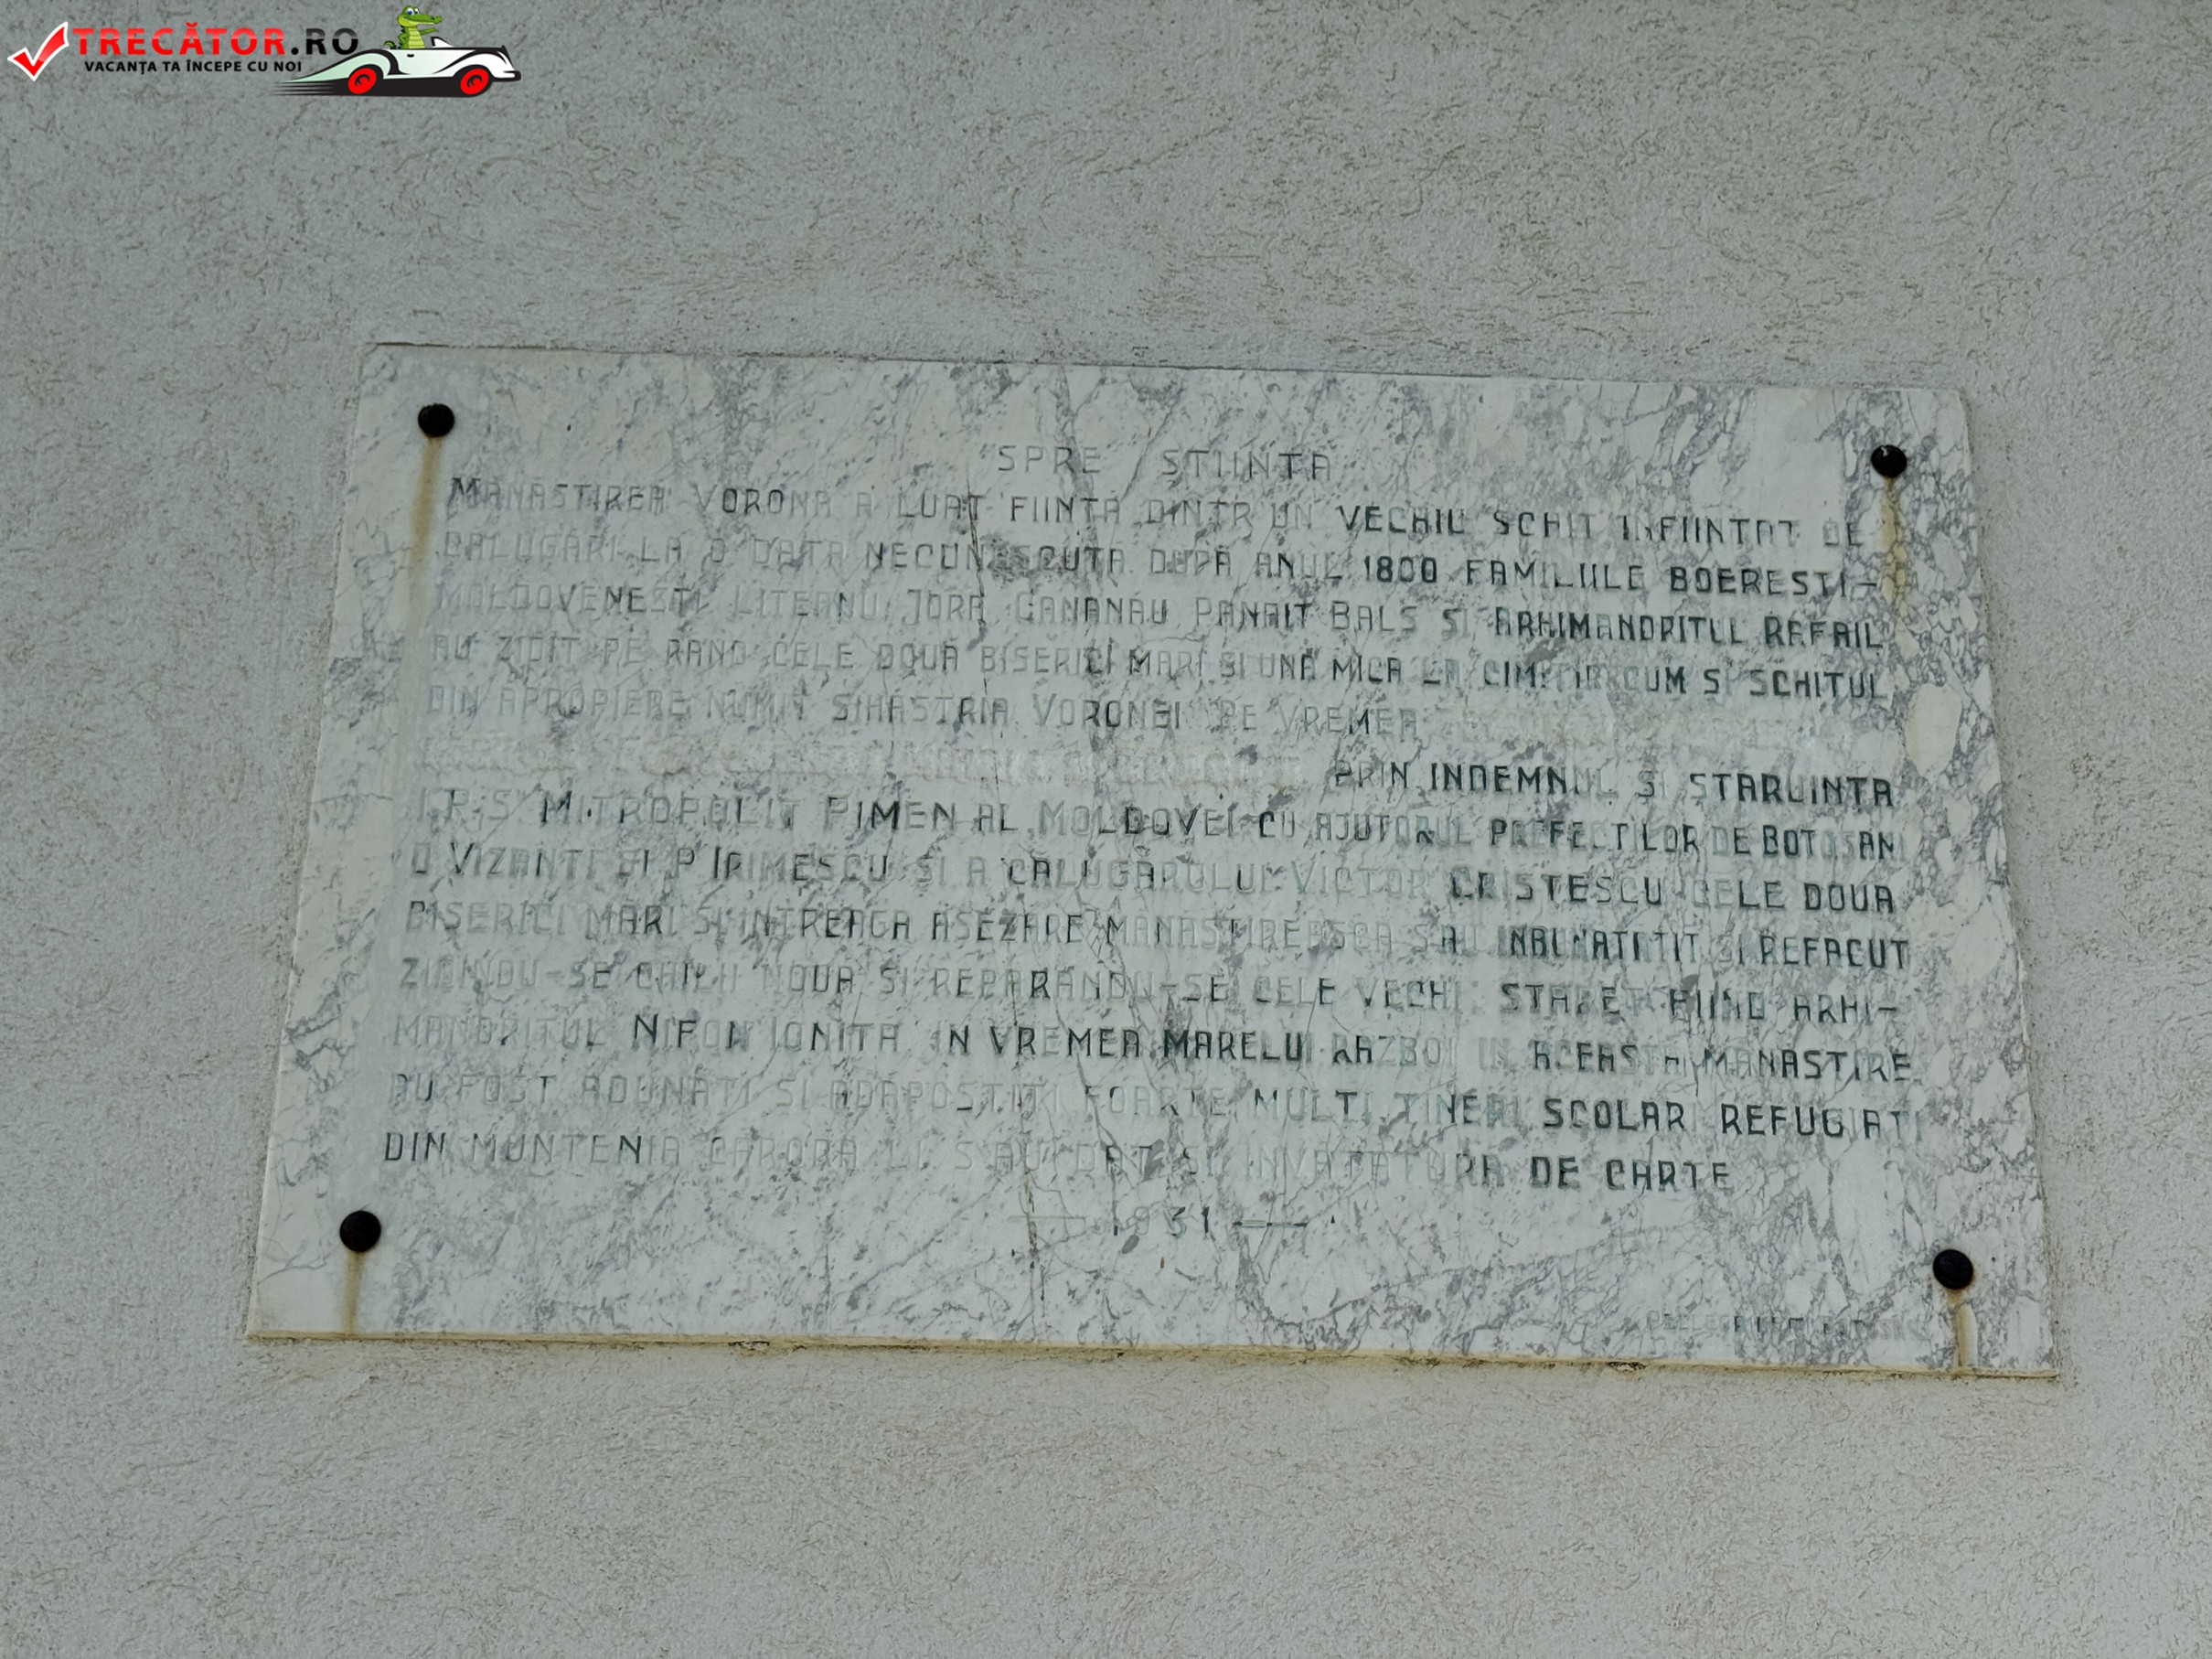 TRECĂTOR.RO
VACANȚA TA ÎNCEPE CU NOI
SPRE STIINTA
MANASTIREA VORONA A LUAT FIINTA DINTR'UN VECHIU SCHIT INFIINTAT DE
CALUGARI LA O DATA NECUNOSCUTA DUPA ANUL 1800 FAMILIILE BOERESTI-
MOLDOVENESTI LITEANU, JORA, CANANAU, PANAIT BALS SI ARHIMANDRITUL RAFAIL
AU ZIDIT PE RAND CELE DOUA BISERICI MARI SI UNA MICA LA CIMITIR CUM SI SCHITUL
DIN APROPIERE NUMIT SIHASTRIA VORONEI PE VREMEA
PRIN INDEMNUL SI STARUINTA
I.P.S. MITROPOLIT PIMEN AL MOLDOVEI CU AJUTORUL PREFECTILOR DE BOTOSANI
O VIZANTI SI P IRIMESCU SI A CALUGARULUI VICTOR CRISTESCU CELE DOUA
BISERICI MARI SI INTREAGA ASEZARE MANASTIREASCA SAU INBUNATATIT SI REFACUT
ZIDINDU-SE CHILII NOUA SI REPARANDU-SE CELE VECHI STARET FIIND ARHI-
MANDRITUL NIFON IONITA IN VREMEA MARELUI RAZBOI IN ACEASTA MANASTIRE
AU FOST ADUNATI SI ADAPOSTITI FOARTE MULTI TINERI SCOLARI REFUGIATI
DIN MUNTENIA CARORA LI S'AU DAT SI INVATATURA DE CARTE
1931